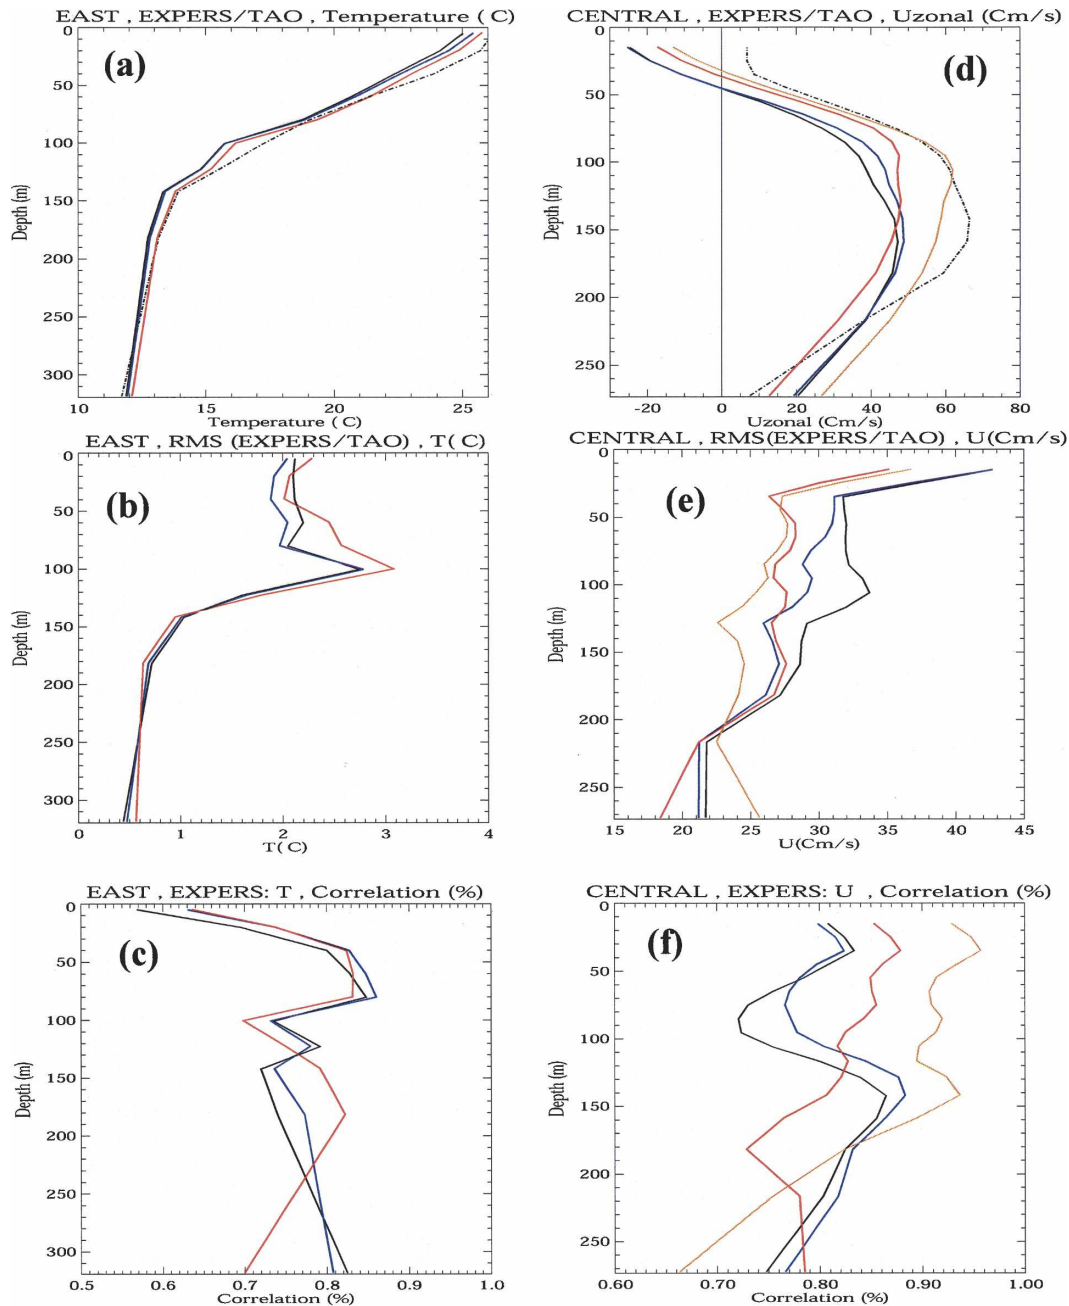 EAST , EXPERS/TAO , Temperature ( C)
0
50
100
150
200
250
300
Depth (m)
(a)
10 15 20 25
Temperature ( C)
EAST , RMS (EXPERS/TAO) , T( C)
0
50
100
150
200
250
300
Depth (m)
(b)
0 1 2 3 4
T( C)
EAST , EXPERS: T , Correlation (%)
0
50
100
150
200
250
300
Depth (m)
(c)
0.5 0.6 0.7 0.8 0.9 1.0
Correlation (%)
CENTRAL , EXPERS/TAO , Uzonal (Cm/s)
0
50
100
150
200
250
Depth (m)
(d)
-20 0 20 40 60 80
Uzonal (Cm/s)
CENTRAL , RMS(EXPERS/TAO) , U(Cm/s)
0
50
100
150
200
250
Depth (m)
(e)
15 20 25 30 35 40 45
U(Cm/s)
CENTRAL , EXPERS: U , Correlation (%)
0
50
100
150
200
250
Depth (m)
(f)
0.60 0.70 0.80 0.90 1.00
Correlation (%)